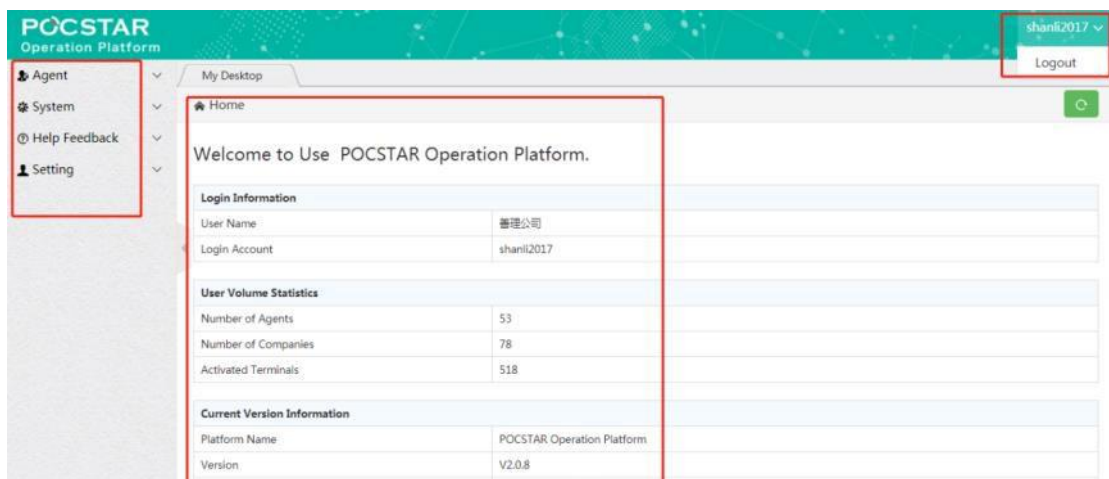 POCSTAR
Operation Platform
shanli2017
Logout
Agent
System
Help Feedback
Setting
My Desktop
Home
Welcome to Use POCSTAR Operation Platform.
Login Information
User Name 善理公司
Login Account shanli2017
User Volume Statistics
Number of Agents 53
Number of Companies 78
Activated Terminals 518
Current Version Information
Platform Name POCSTAR Operation Platform
Version V2.0.8